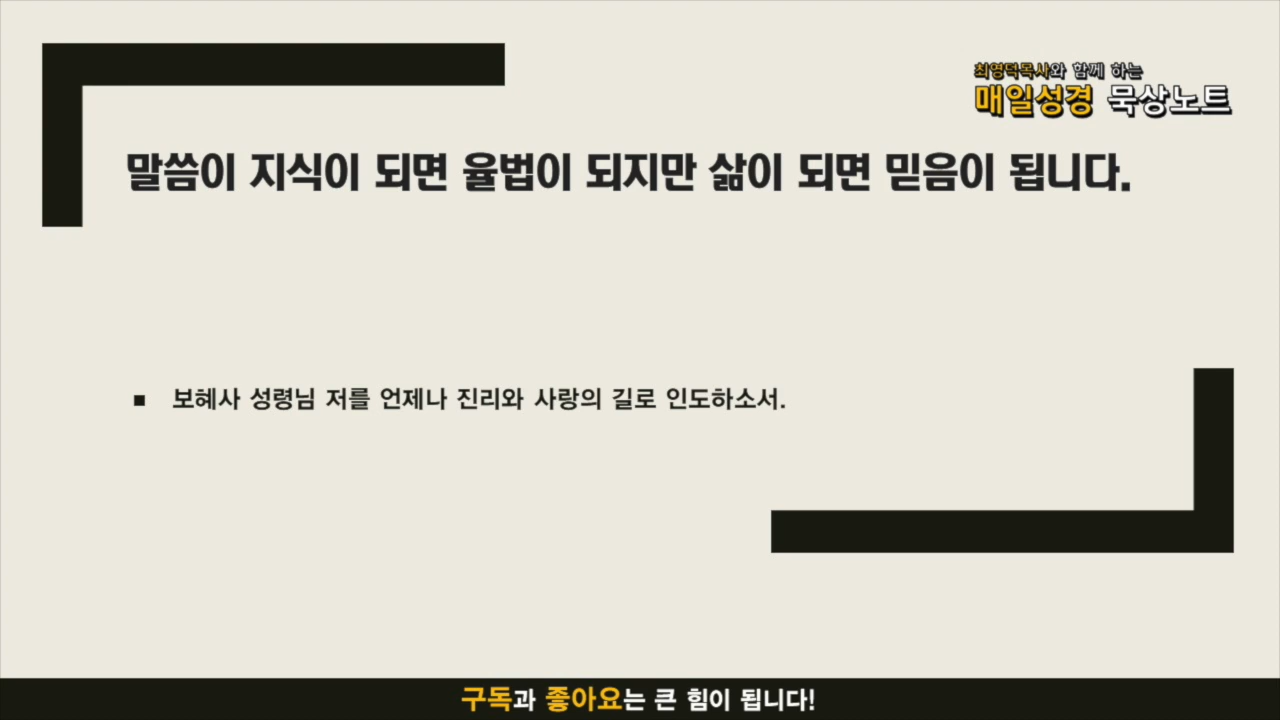 최영덕목사와 함께 하는
매일성경 묵상노트
말씀이 지식이 되면 율법이 되지만 삶이 되면 믿음이 됩니다.
■ 보혜사 성령님 저를 언제나 진리와 사랑의 길로 인도하소서.
구독과 좋아요는 큰 힘이 됩니다!